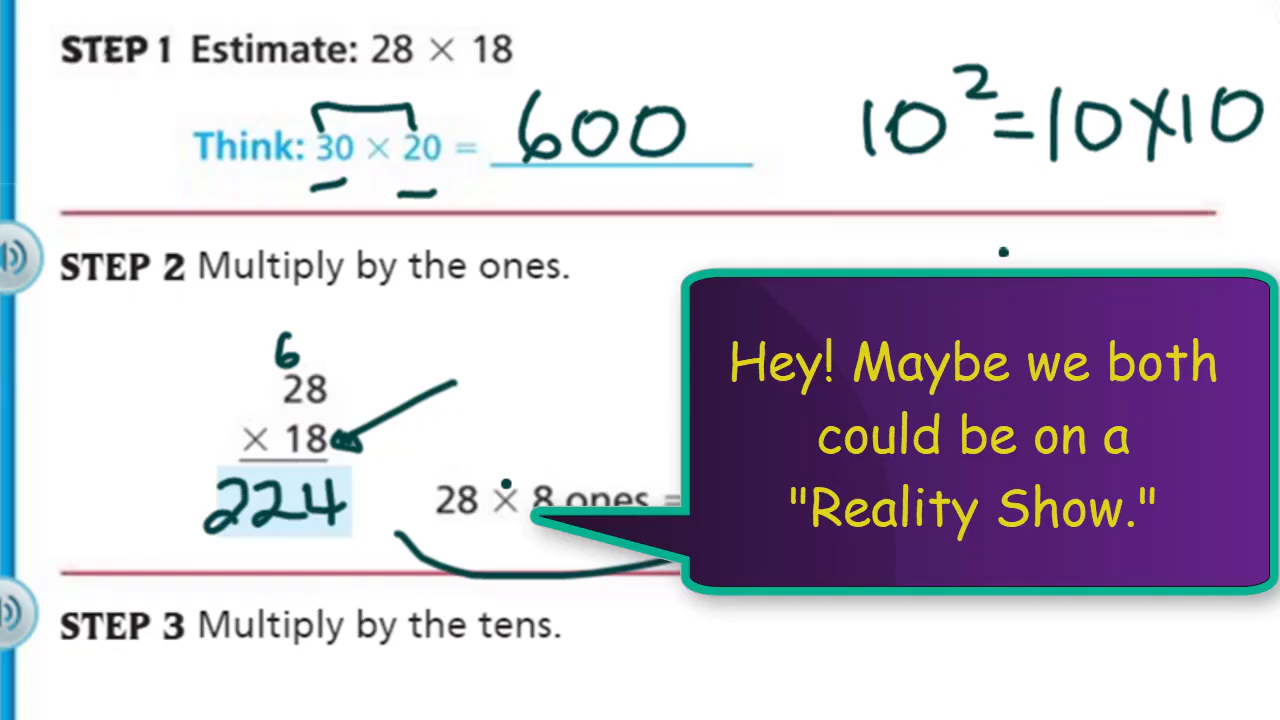 STEP 1 Estimate: 28 × 18
10² = 10 × 10
Think: 30 × 20 = 600
STEP 2 Multiply by the ones.
6
28
× 18
224
28 × 8 ones =
Hey! Maybe we both
could be on a
"Reality Show."
STEP 3 Multiply by the tens.